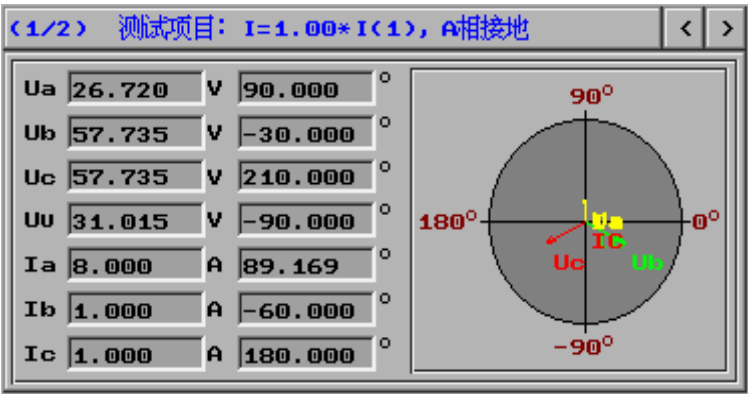 (1/2) 测试项目: I=1.00*I(1), A相接地 < >
Ua 26.720 V 90.000 °
Ub 57.735 V -30.000 °
Uc 57.735 V 210.000 °
UU 31.015 V -90.000 °
Ia 8.000 A 89.169 °
Ib 1.000 A -60.000 °
Ic 1.000 A 180.000 °
90°
180°
0°
Ua
IC
Uc
Ub
-90°